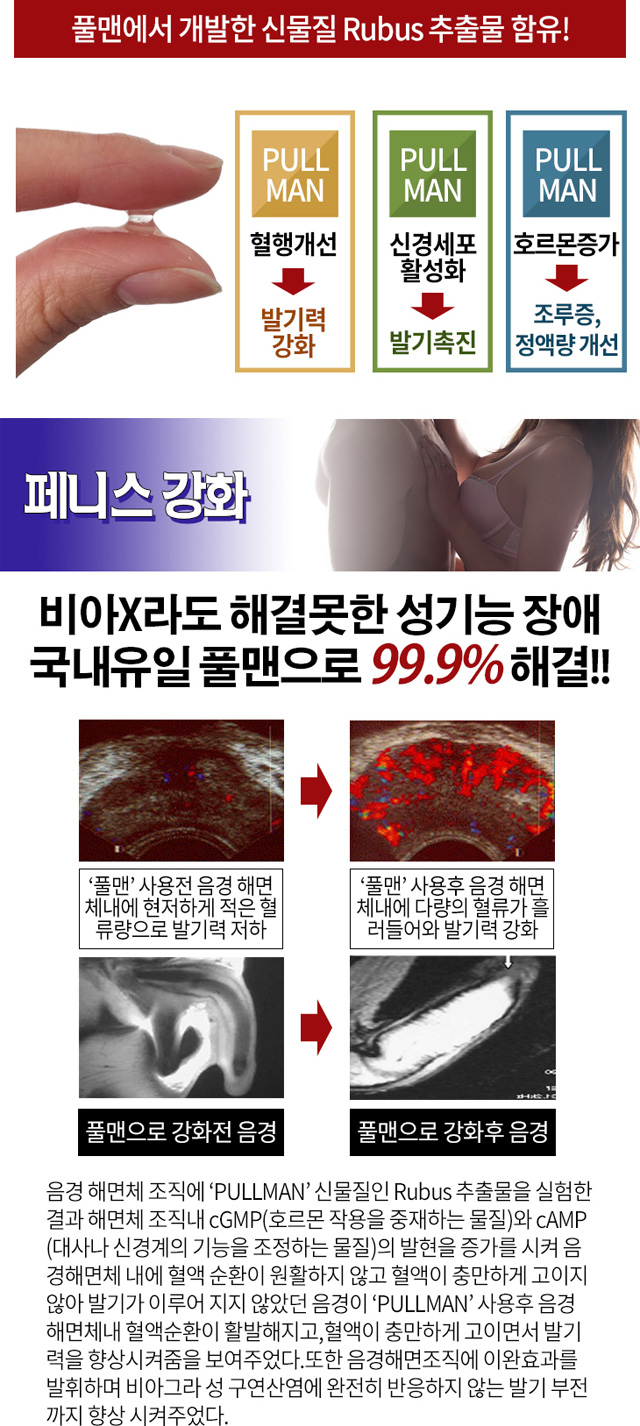 풀맨에서 개발한 신물질 Rubus 추출물 함유!
PULL
MAN
혈행개선
발기력
강화
PULL
MAN
신경세포
활성화
발기촉진
PULL
MAN
호르몬증가
조루증,
정액량 개선
페니스 강화
비아X라도 해결못한 성기능 장애
국내유일 풀맨으로 99.9% 해결!!
‘풀맨’ 사용전 음경 해면
체내에 현저하게 적은 혈
류량으로 발기력 저하
‘풀맨’ 사용후 음경 해면
체내에 다량의 혈류가 흘
러들어와 발기력 강화
풀맨으로 강화전 음경
풀맨으로 강화후 음경
음경 해면체 조직에 ‘PULLMAN’ 신물질인 Rubus 추출물을 실험한
결과 해면체 조직내 cGMP(호르몬 작용을 중재하는 물질)와 cAMP
(대사나 신경계의 기능을 조정하는 물질)의 발현을 증가를 시켜 음
경해면체 내에 혈액 순환이 원활하지 않고 혈액이 충만하게 고이지
않아 발기가 이루어 지지 않았던 음경이 ‘PULLMAN’ 사용후 음경
해면체내 혈액순환이 활발해지고,혈액이 충만하게 고이면서 발기
력을 향상시켜줌을 보여주었다.또한 음경해면조직에 이완효과를
발휘하며 비아그라 성 구연산염에 완전히 반응하지 않는 발기 부전
까지 향상 시켜주었다.